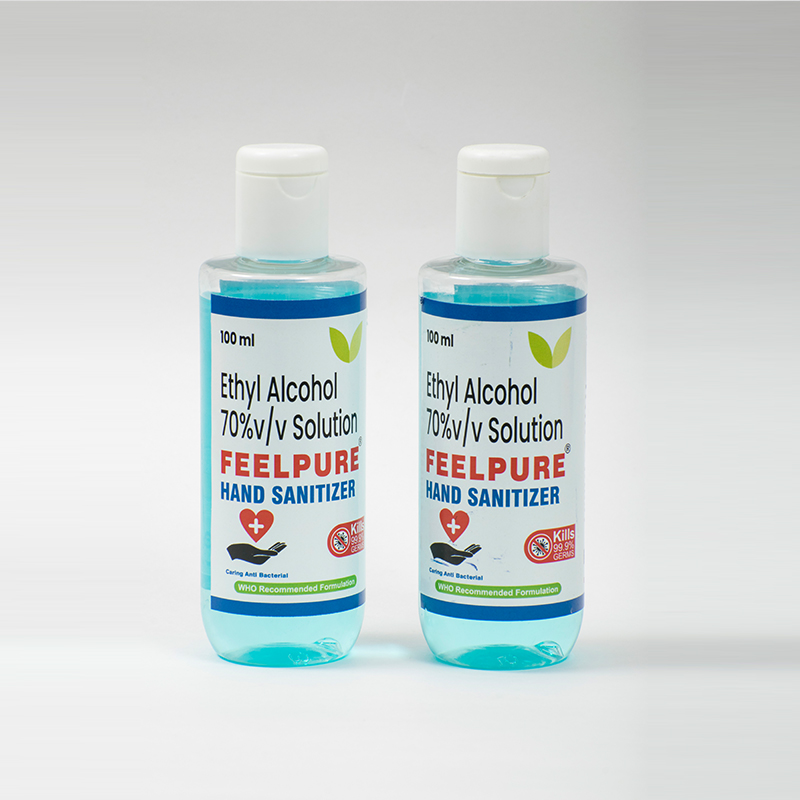 100 ml
Ethyl Alcohol
70%v/v Solution
FEELPURE®
HAND SANITIZER
Kills
99.9%
GERMS
Caring Anti Bacterial
WHO Recommended Formulation
100 ml
Ethyl Alcohol
70%v/v Solution
FEELPURE®
HAND SANITIZER
Kills
99.9%
GERMS
Caring Anti Bacterial
WHO Recommended Formulation